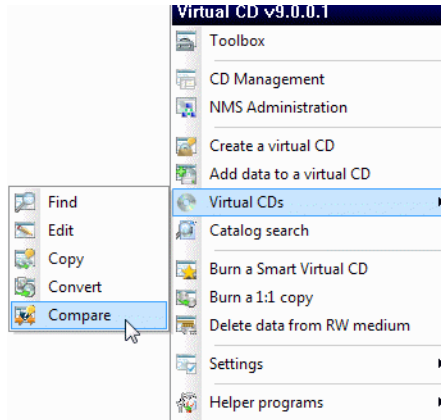 Virtual CD v9.0.0.1
Toolbox
CD Management
NMS Administration
Create a virtual CD
Add data to a virtual CD
Virtual CDs
Catalog search
Burn a Smart Virtual CD
Burn a 1:1 copy
Delete data from RW medium
Settings
Helper programs
Find
Edit
Copy
Convert
Compare